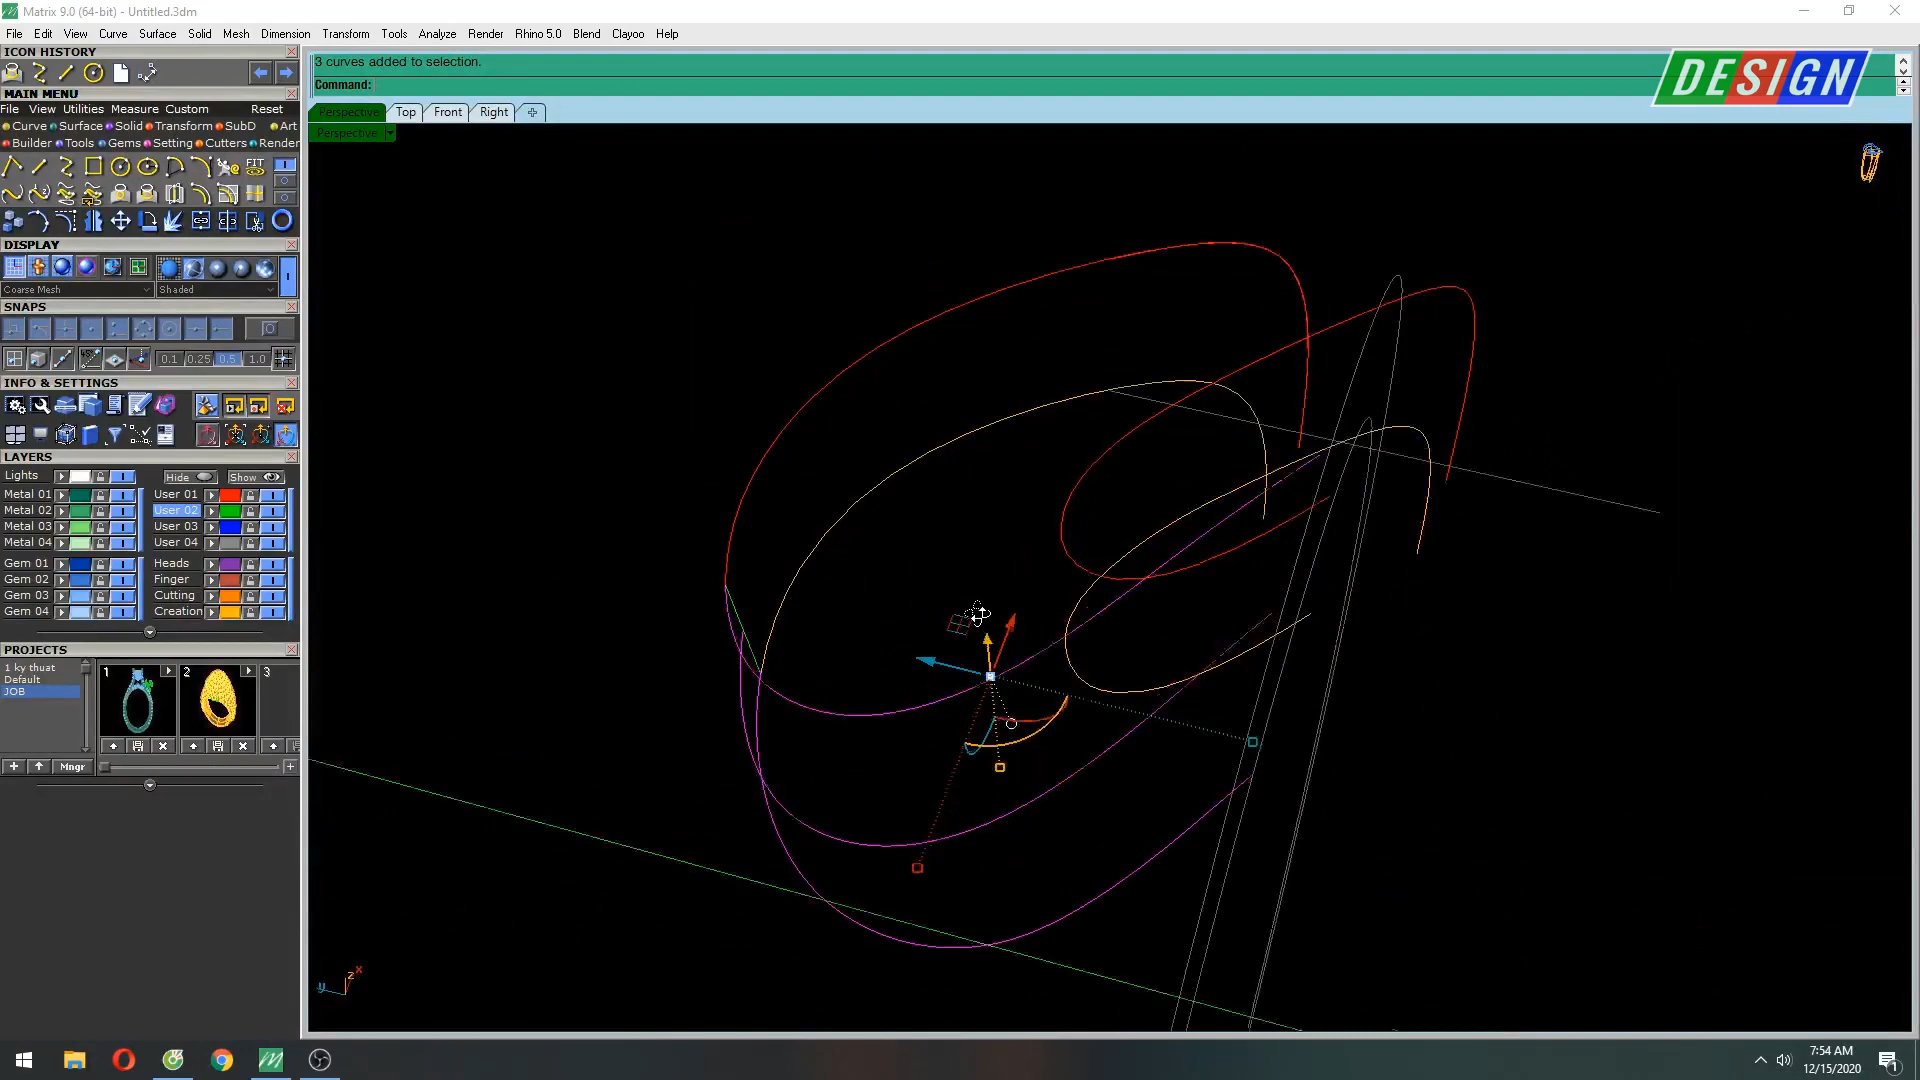 Matrix 9.0 (64-bit) - Untitled.3dm
File Edit View Curve Surface Solid Mesh Dimension Transform Tools Analyze Render Rhino 5.0 Blend Clayoo Help
ICON HISTORY
3 curves added to selection.
Command:
DESIGN
MAIN MENU
File View Utilities Measure Custom Reset
Curve Surface Solid Transform SubD Art
Builder Tools Gems Setting Cutters Render
Perspective Top Front Right
Perspective
FIT
DISPLAY
Coarse Mesh Shaded
SNAPS
0.1 0.25 0.5 1.0
INFO & SETTINGS
LAYERS
Lights Hide Show
Metal 01 User 01
Metal 02 User 02
Metal 03 User 03
Metal 04 User 04
Gem 01 Heads
Gem 02 Finger
Gem 03 Cutting
Gem 04 Creation
PROJECTS
1 ky thuat
Default
JOB
1 2 3
Mngr
z x
y
7:54 AM
12/15/2020
1